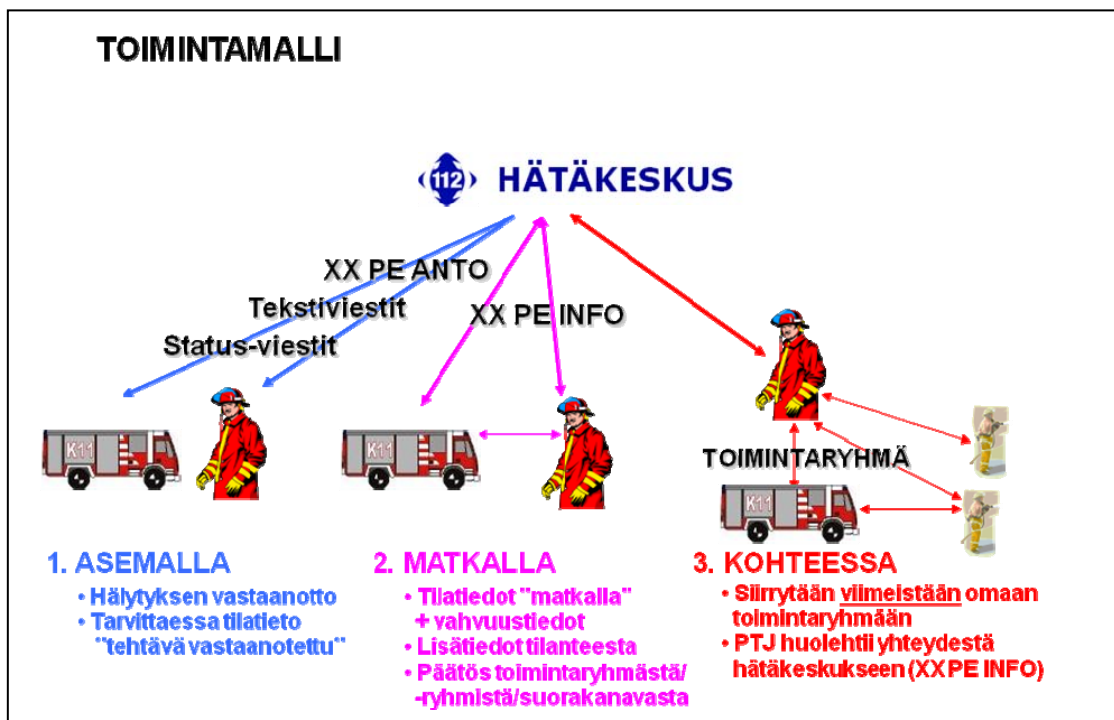 TOIMINTAMALLI
112 HÄTÄKESKUS
XX PE ANTO
Tekstiviestit
Status-viestit
XX PE INFO
TOIMINTARYHMÄ
K11
K11
K11
1. ASEMALLA
• Hälytyksen vastaanotto
• Tarvittaessa tilatieto
"tehtävä vastaanotettu"
2. MATKALLA
• Tilatiedot "matkalla"
+ vahvuustiedot
• Lisätiedot tilanteesta
• Päätös toimintaryhmästä/
-ryhmistä/suorakanavasta
3. KOHTEESSA
• Siirrytään viimeistään omaan
toimintaryhmään
• PTJ huolehtii yhteydestä
hätäkeskukseen (XX PE INFO)